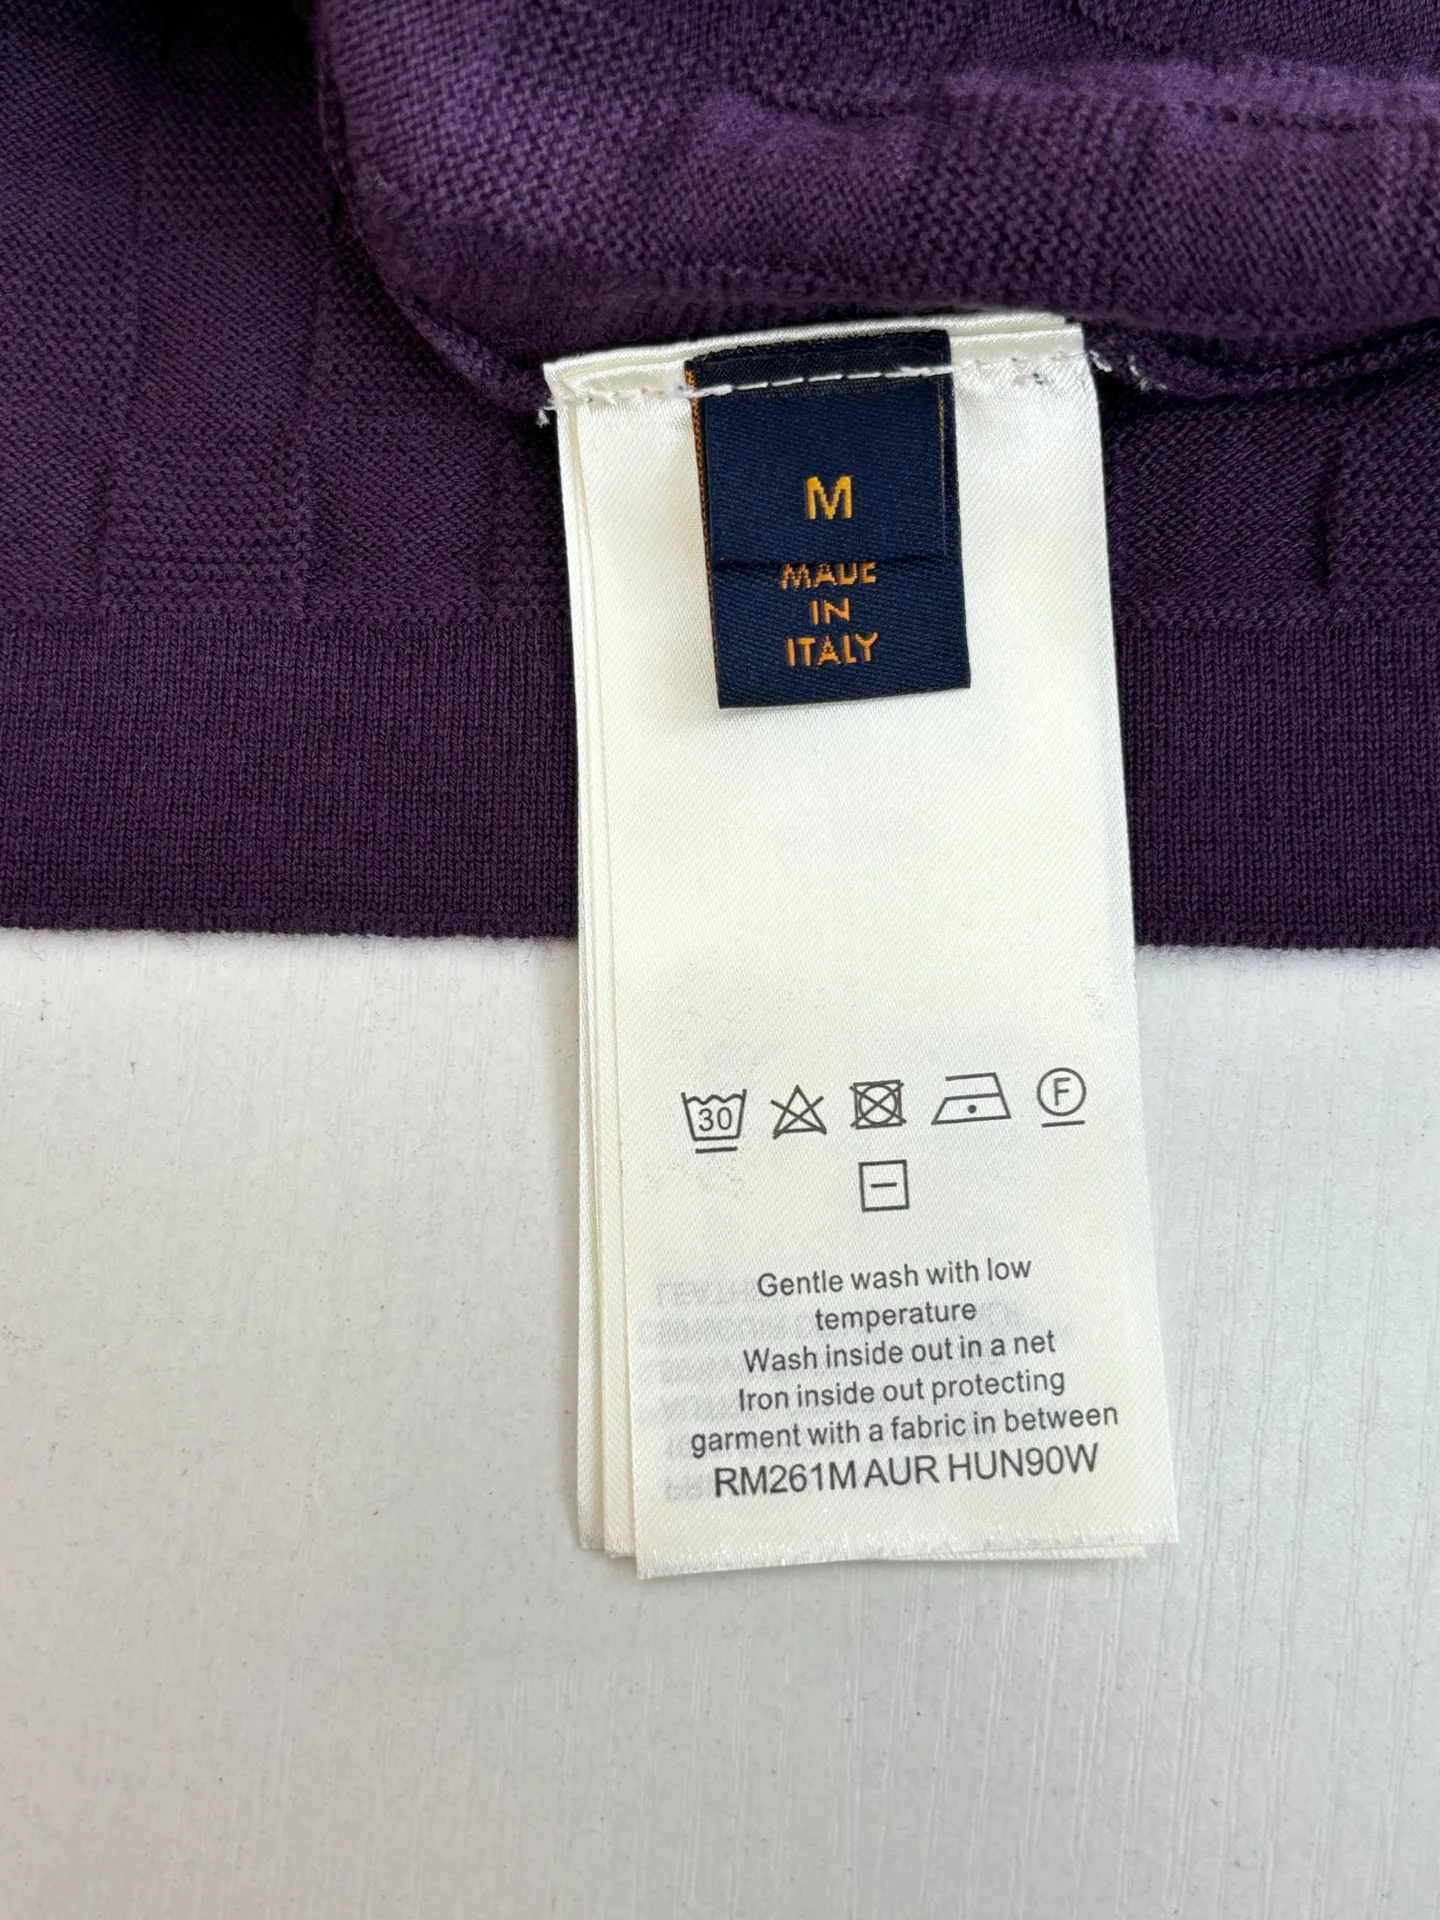 M
MADE
IN
ITALY
30
F
Gentle wash with low
temperature
Wash inside out in a net
Iron inside out protecting
garment with a fabric in between
RM261M AUR HUN90W